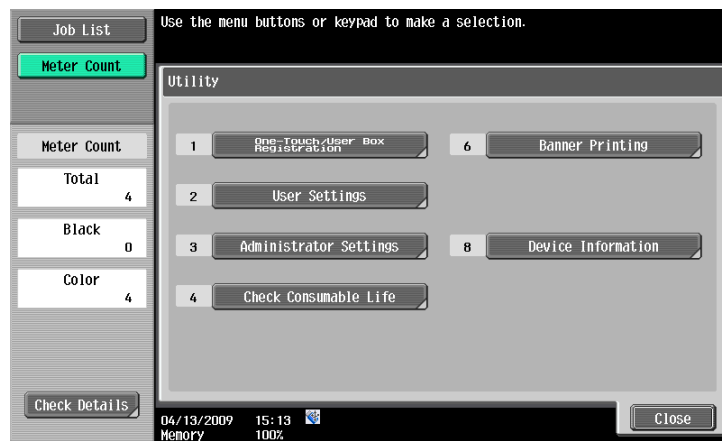 Job List
Use the menu buttons or keypad to make a selection.
Meter Count
Utility
Meter Count
Total
4
Black
0
Color
4
1 One-Touch/User Box
Registration
6 Banner Printing
2 User Settings
3 Administrator Settings
8 Device Information
4 Check Consumable Life
Check Details
04/13/2009 15:13
Memory 100%
Close